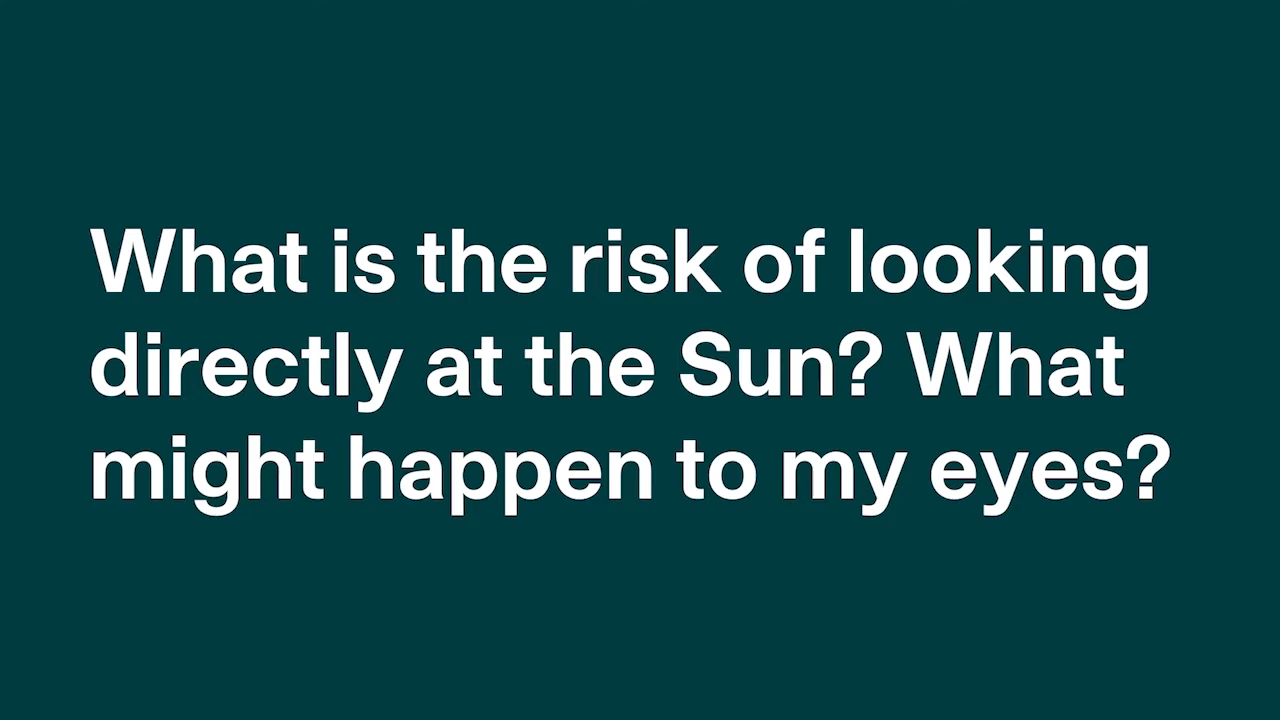 What is the risk of looking
directly at the Sun? What
might happen to my eyes?